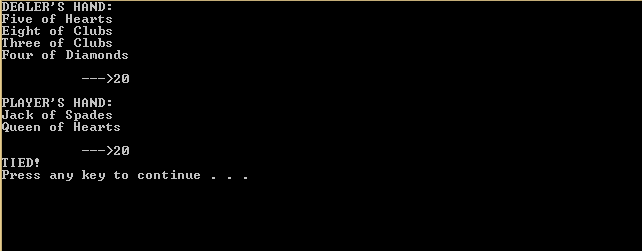 DEALER'S HAND:
Five of Hearts
Eight of Clubs
Three of Clubs
Four of Diamonds
--->20
PLAYER'S HAND:
Jack of Spades
Queen of Hearts
--->20
TIED!
Press any key to continue . . .